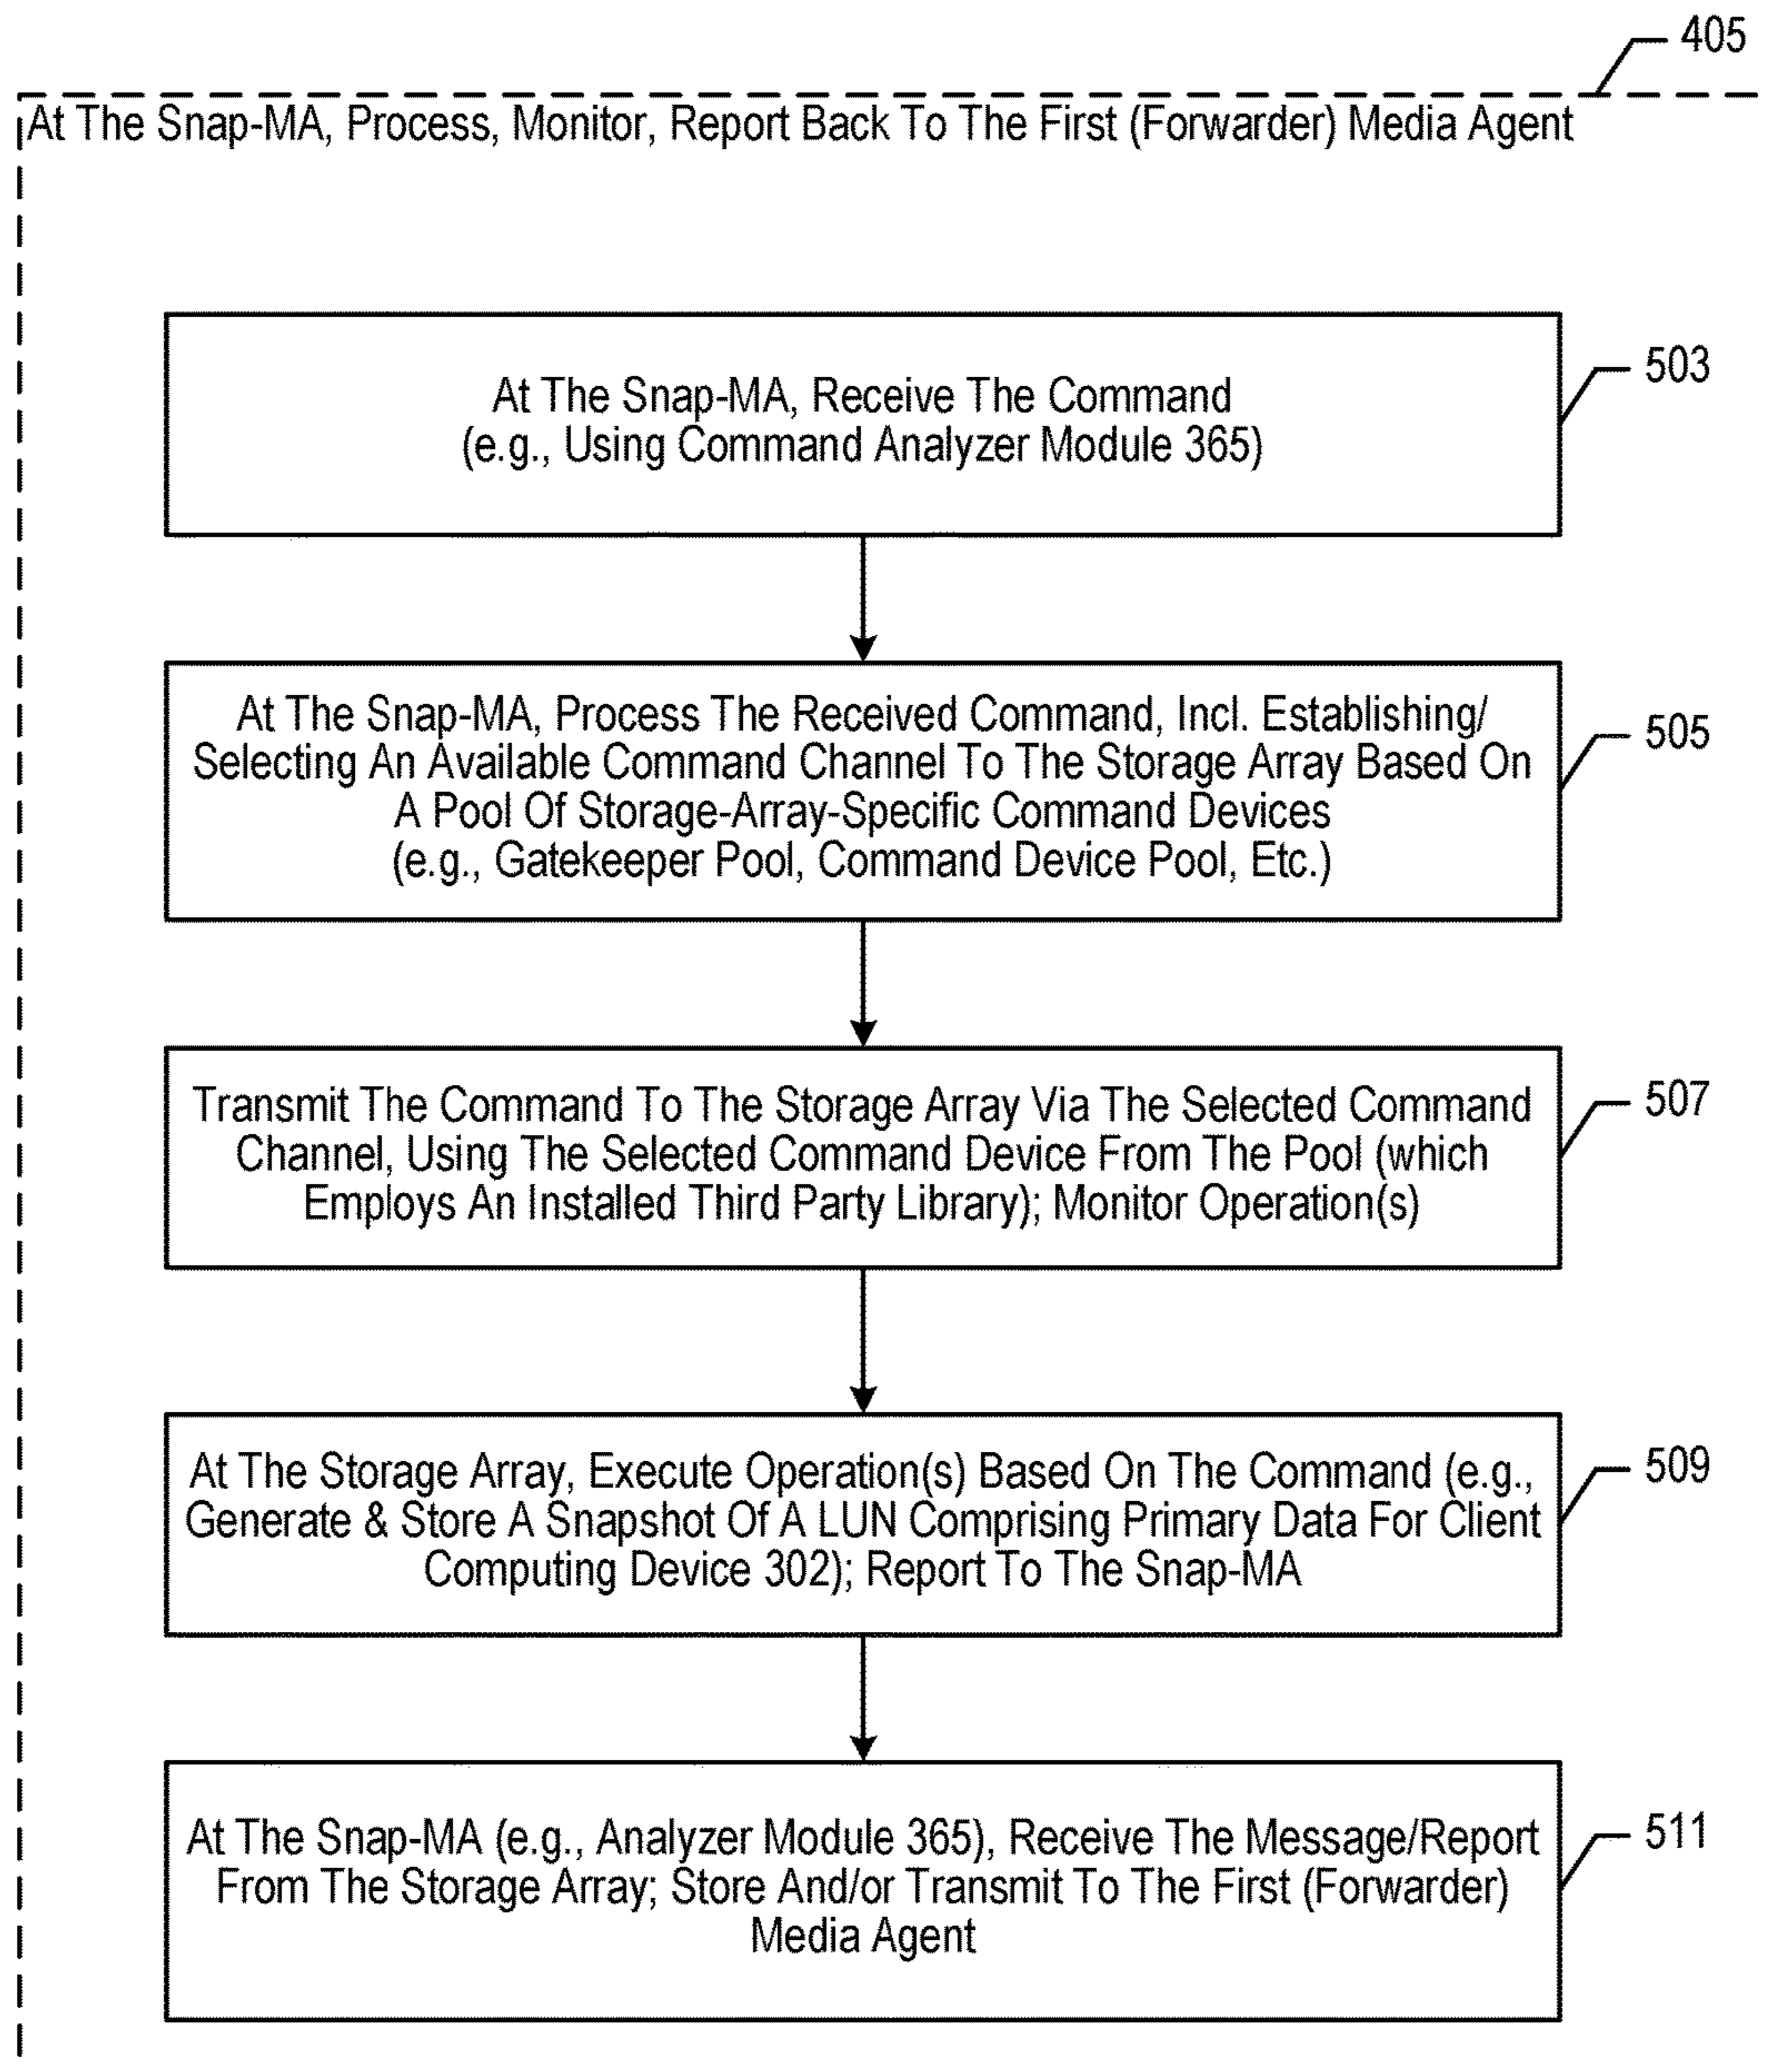 405
At The Snap-MA, Process, Monitor, Report Back To The First (Forwarder) Media Agent
503
At The Snap-MA, Receive The Command
(e.g., Using Command Analyzer Module 365)
505
At The Snap-MA, Process The Received Command, Incl. Establishing/
Selecting An Available Command Channel To The Storage Array Based On
A Pool Of Storage-Array-Specific Command Devices
(e.g., Gatekeeper Pool, Command Device Pool, Etc.)
507
Transmit The Command To The Storage Array Via The Selected Command
Channel, Using The Selected Command Device From The Pool (which
Employs An Installed Third Party Library); Monitor Operation(s)
509
At The Storage Array, Execute Operation(s) Based On The Command (e.g.,
Generate & Store A Snapshot Of A LUN Comprising Primary Data For Client
Computing Device 302); Report To The Snap-MA
511
At The Snap-MA (e.g., Analyzer Module 365), Receive The Message/Report
From The Storage Array; Store And/or Transmit To The First (Forwarder)
Media Agent